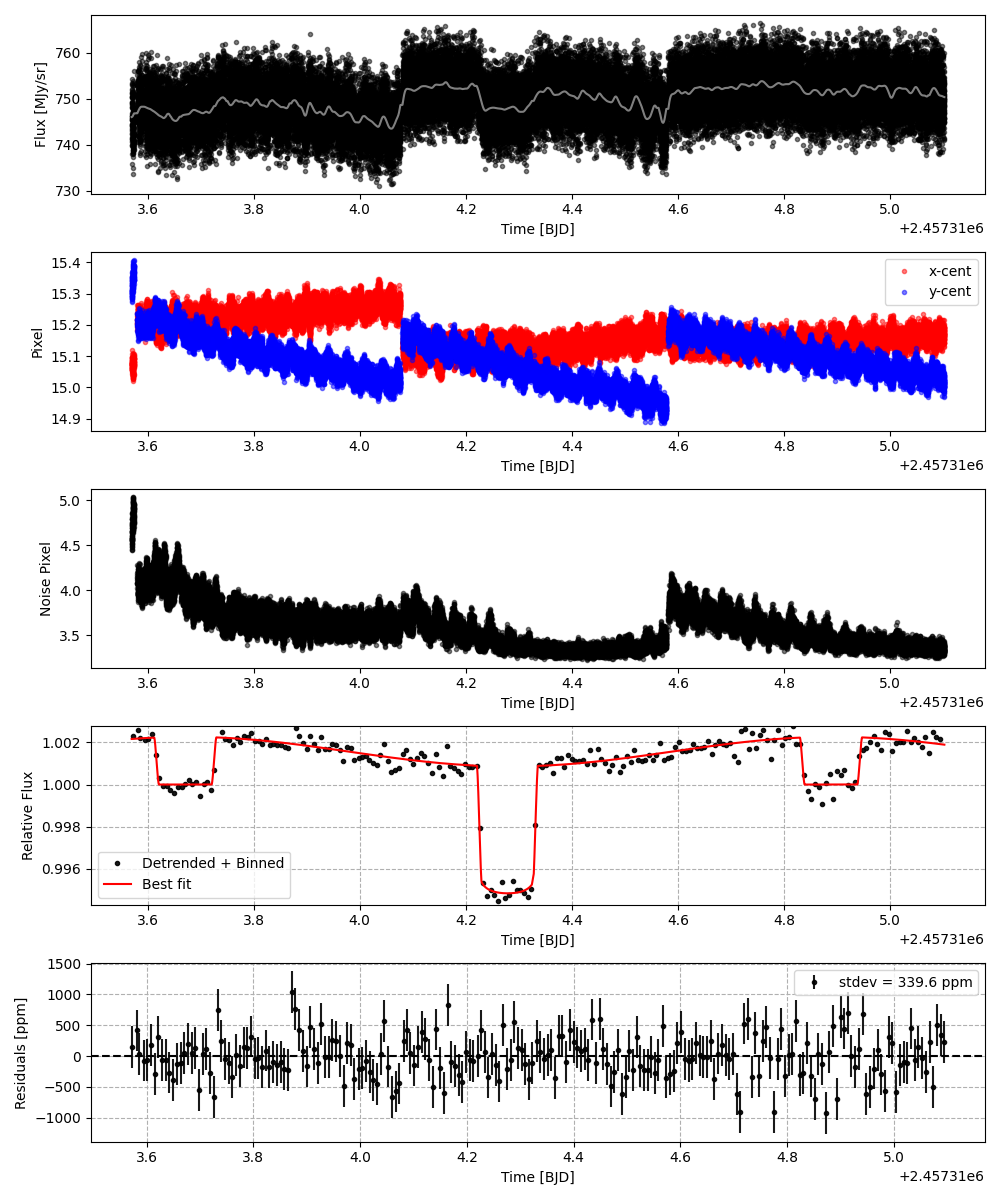 Flux [MJy/sr]
760
750
740
730
3.6 3.8 4.0 4.2 4.4 4.6 4.8 5.0
Time [BJD]
+2.45731e6
Pixel
15.4
15.3
15.2
15.1
15.0
14.9
x-cent
y-cent
3.6 3.8 4.0 4.2 4.4 4.6 4.8 5.0
Time [BJD]
+2.45731e6
Noise Pixel
5.0
4.5
4.0
3.5
3.6 3.8 4.0 4.2 4.4 4.6 4.8 5.0
Time [BJD]
+2.45731e6
Relative Flux
1.002
1.000
0.998
0.996
Detrended + Binned
Best fit
3.6 3.8 4.0 4.2 4.4 4.6 4.8 5.0
Time [BJD]
+2.45731e6
Residuals [ppm]
1500
1000
500
0
−500
−1000
stdev = 339.6 ppm
3.6 3.8 4.0 4.2 4.4 4.6 4.8 5.0
Time [BJD]
+2.45731e6